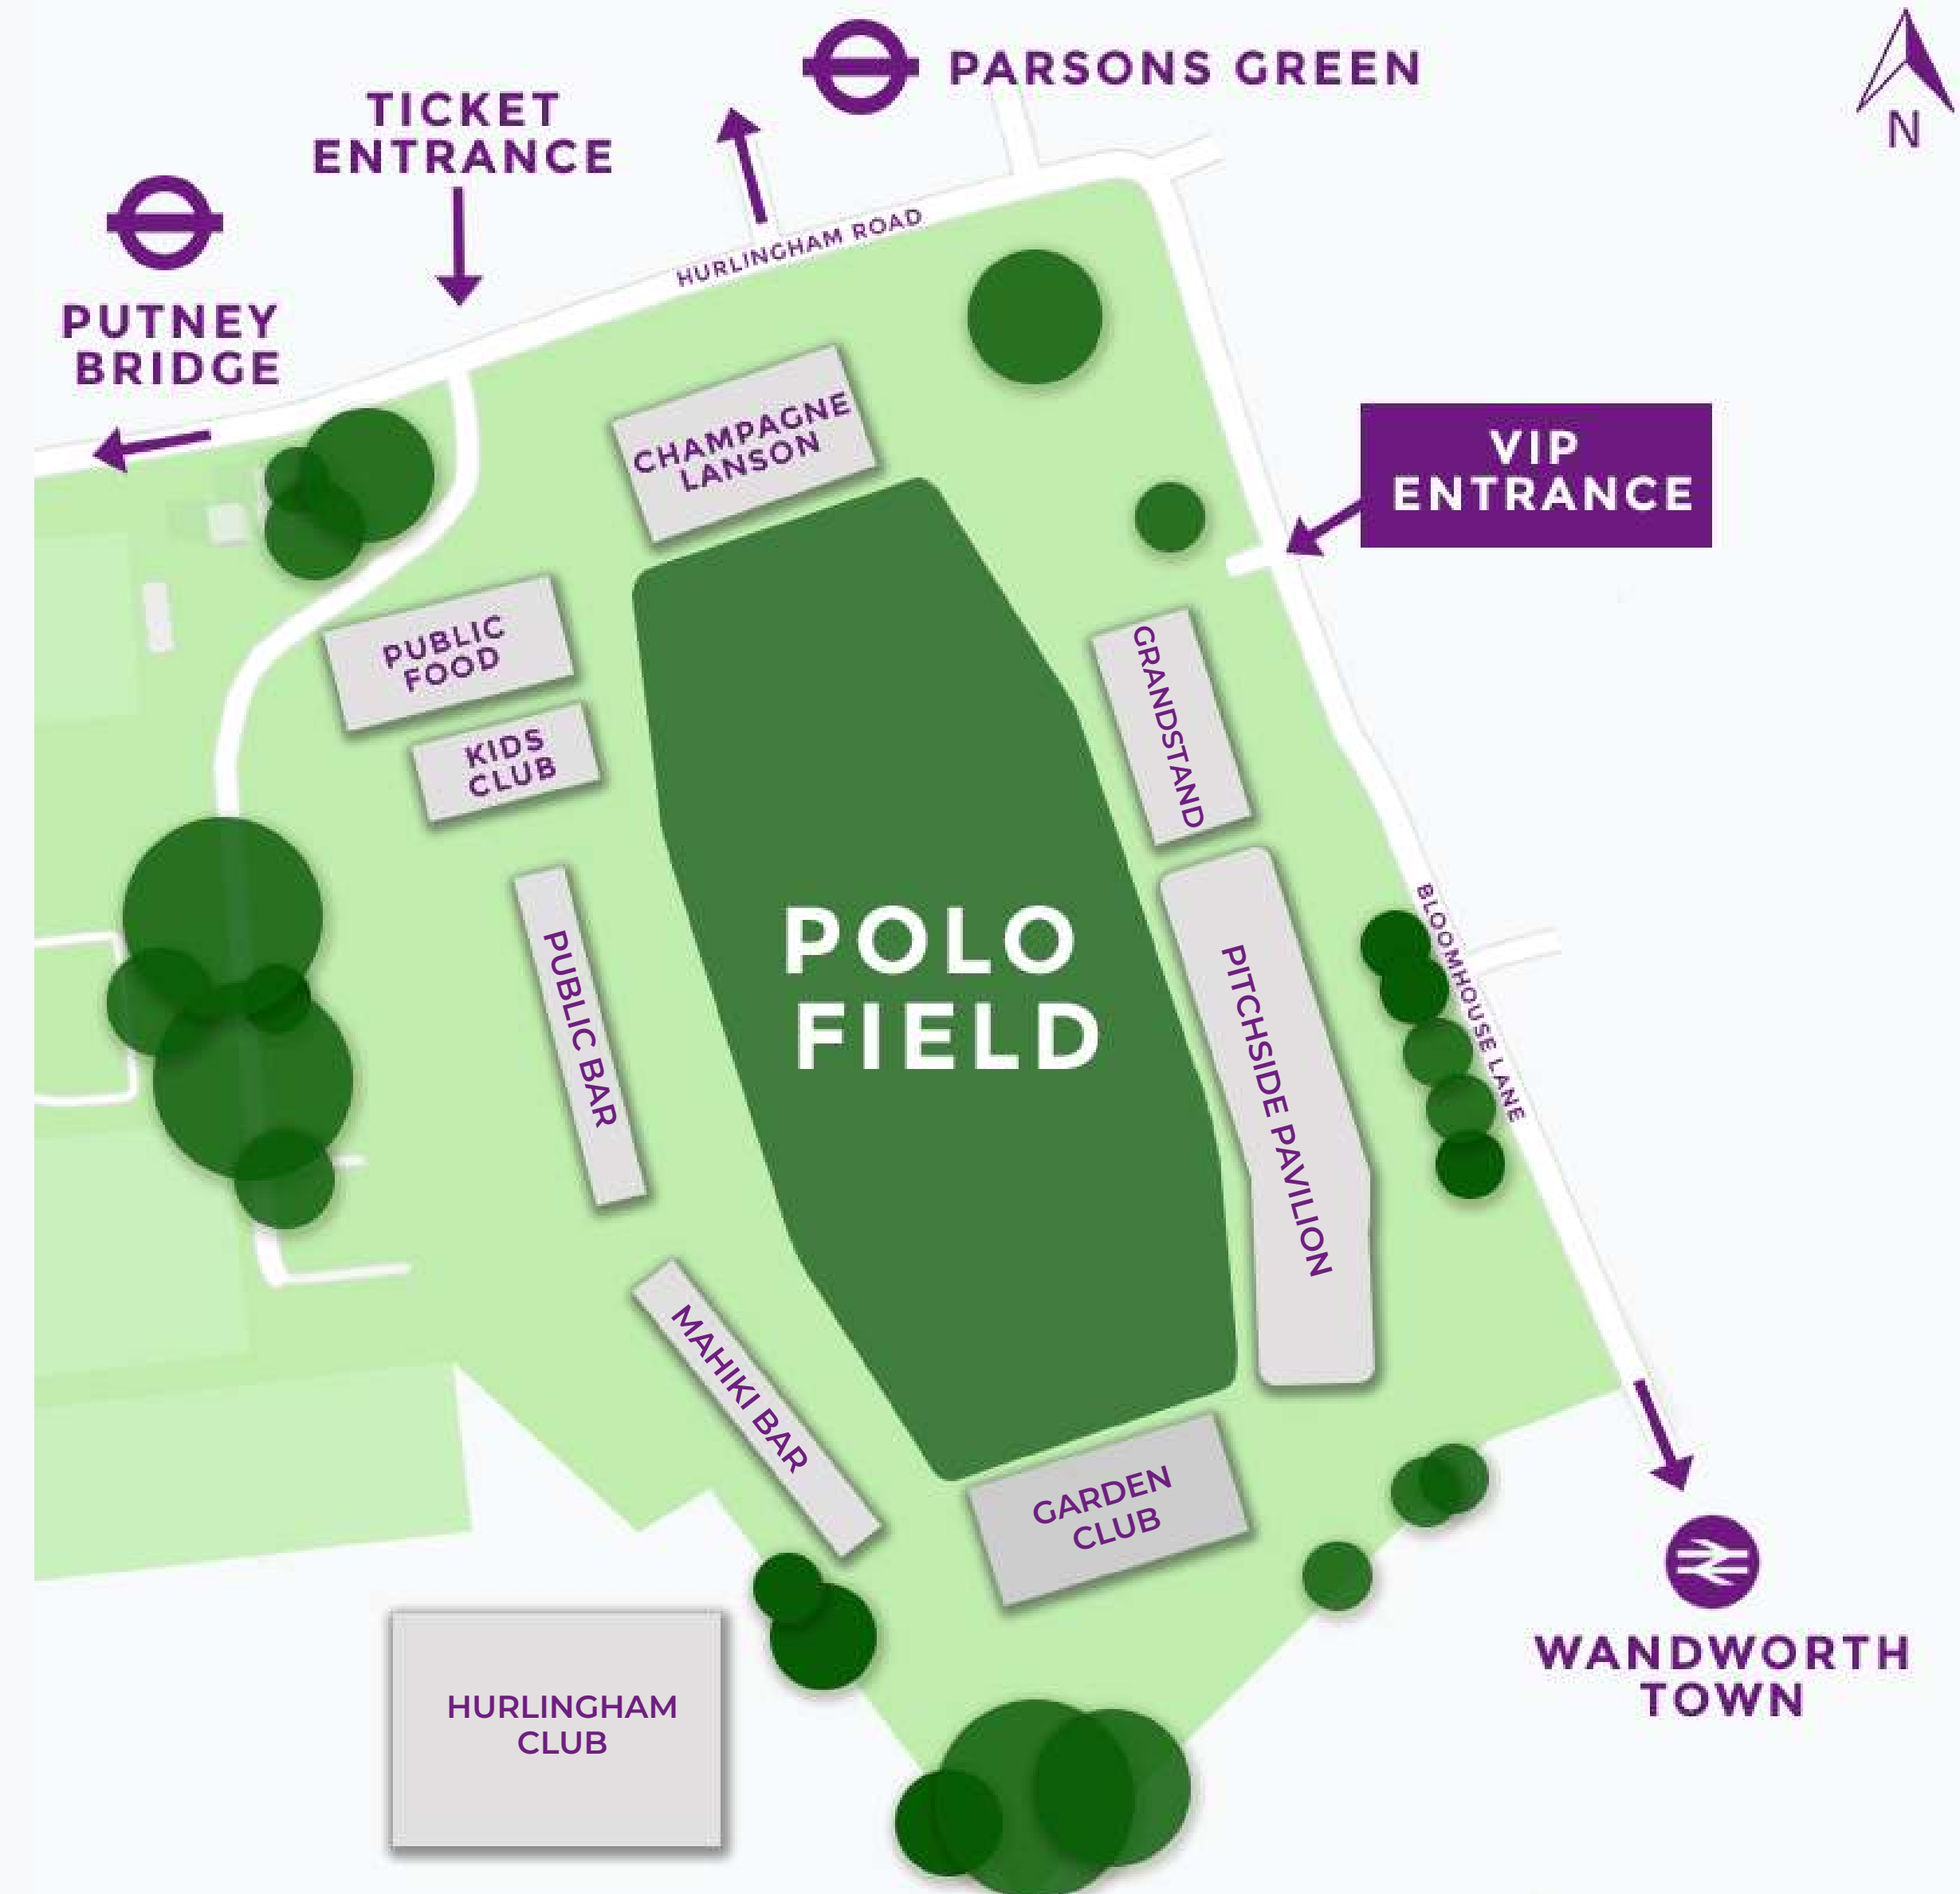 PARSONS GREEN
N
TICKET
ENTRANCE
PUTNEY
BRIDGE
HURLINGHAM ROAD
CHAMPAGNE
LANSON
VIP
ENTRANCE
PUBLIC
FOOD
KIDS
CLUB
GRANDSTAND
POLO
FIELD
PUBLIC BAR
PITCHSIDE PAVILION
BLOOMHOUSE LANE
MAHIKI BAR
GARDEN
CLUB
HURLINGHAM
CLUB
WANDWORTH
TOWN